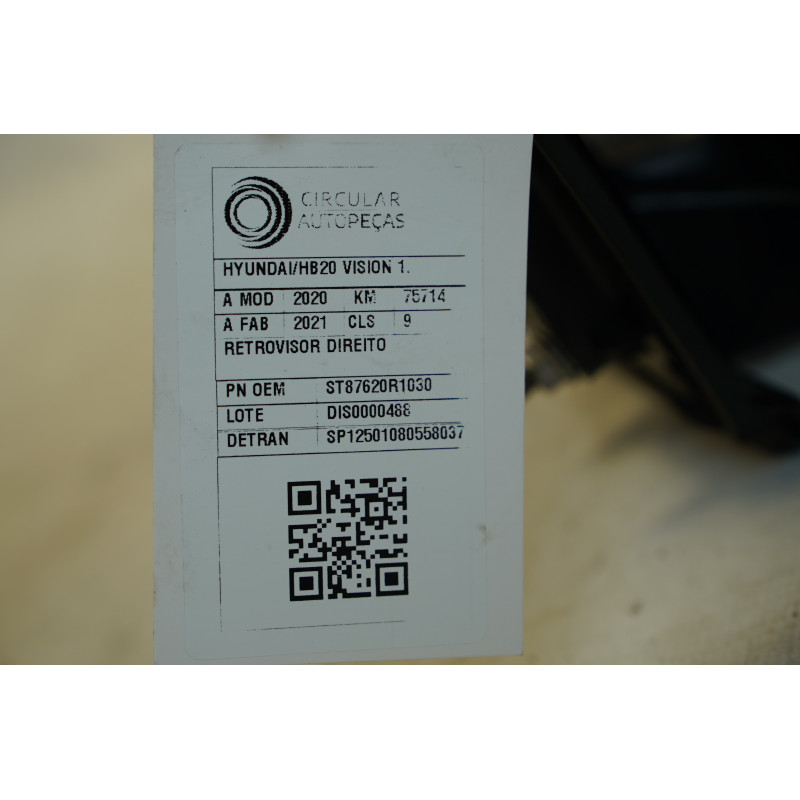 CIRCULAR
AUTOPEÇAS
HYUNDAI/HB20 VISION 1.
A MOD 2020 KM 75714
A FAB 2021 CLS 9
RETROVISOR DIREITO
PN OEM ST87620R1030
LOTE DIS0000488
DETRAN SP12501080558037